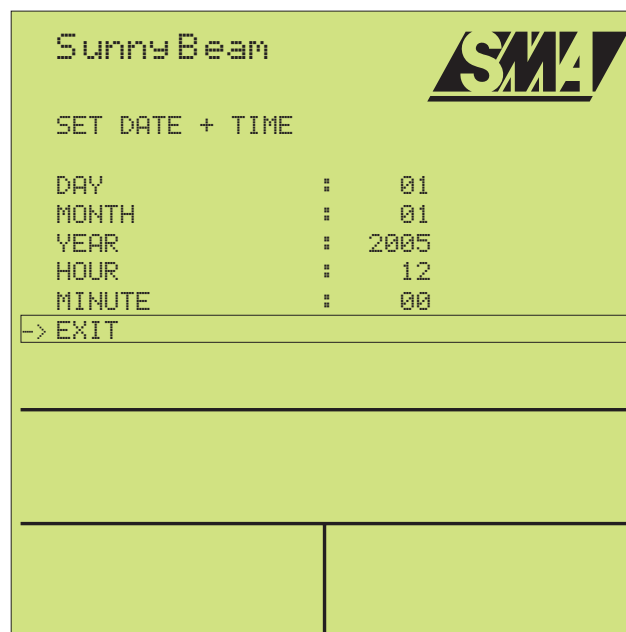 Sunny Beam
SMA
SET DATE + TIME
DAY : 01
MONTH : 01
YEAR : 2005
HOUR : 12
MINUTE : 00
-> EXIT